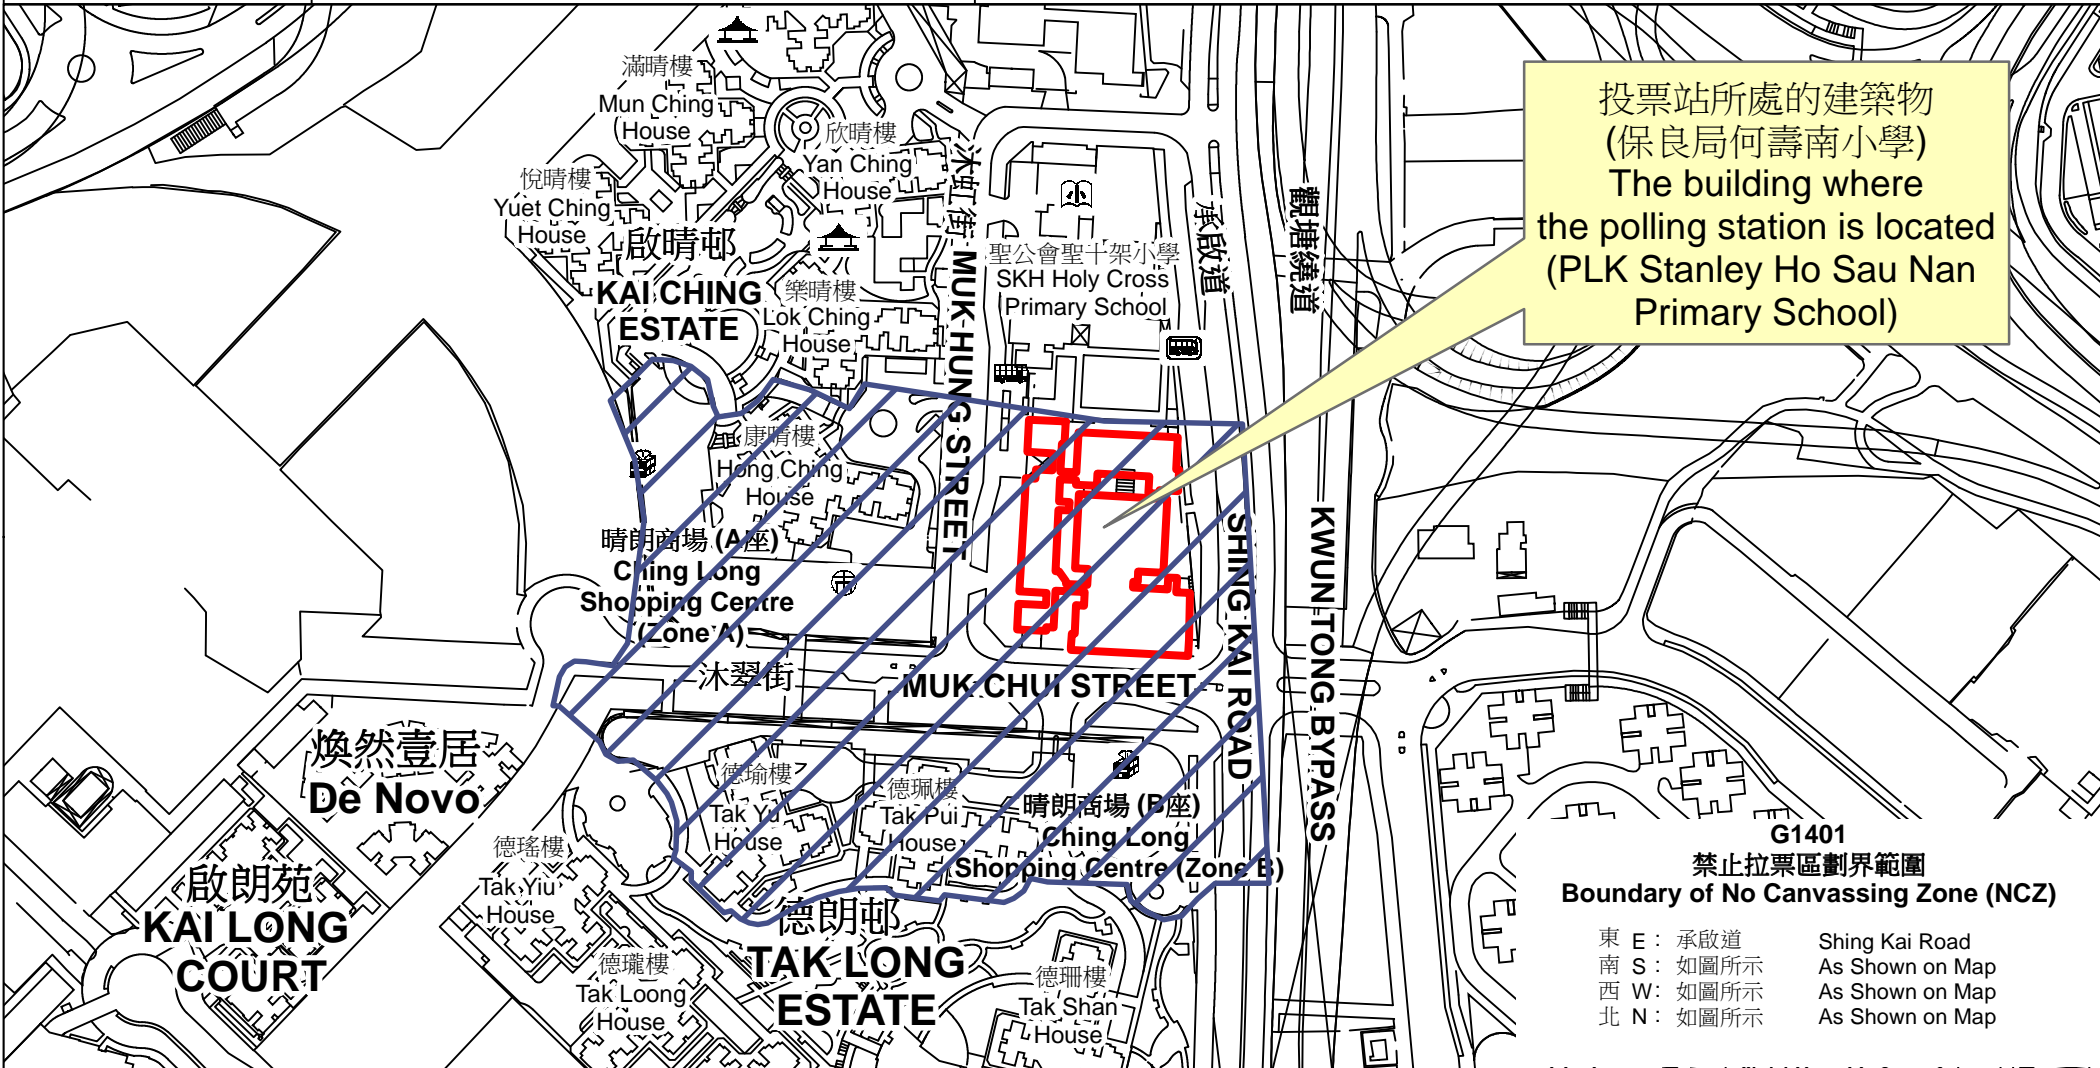 滿晴樓
Mun Ching
House
欣晴樓
Yan Ching
House
悅晴樓
Yuet Ching
House
啟晴邨
KAI CHING
ESTATE
樂晴樓
Lok Ching
House
沐虹街 MUK HUNG STREET
聖公會聖十架小學
SKH Holy Cross
Primary School
承啟道
觀塘繞道
投票站所處的建築物
(保良局何壽南小學)
The building where
the polling station is located
(PLK Stanley Ho Sau Nan
Primary School)
康晴樓
Hong Ching
House
晴朗商場 (A座)
Ching Long
Shopping Centre
(Zone A)
沐翠街
MUK CHUI STREET
SHING KAI ROAD
KWUN TONG BYPASS
煥然壹居
De Novo
啟朗苑
KAI LONG
COURT
德瑜樓
Tak Yu
House
德珮樓
Tak Pui
House
晴朗商場 (B座)
Ching Long
Shopping Centre (Zone B)
德瑤樓
Tak Yiu
House
德朗邨
TAK LONG
ESTATE
德瓏樓
Tak Loong
House
德珊樓
Tak Shan
House
G1401
禁止拉票區劃界範圍
Boundary of No Canvassing Zone (NCZ)
東 E : 承啟道 Shing Kai Road
南 S : 如圖所示 As Shown on Map
西 W: 如圖所示 As Shown on Map
北 N : 如圖所示 As Shown on Map